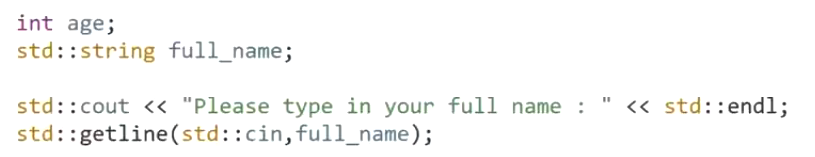 int age;
std::string full_name;
std::cout << "Please type in your full name : " << std::endl;
std::getline(std::cin,full_name);